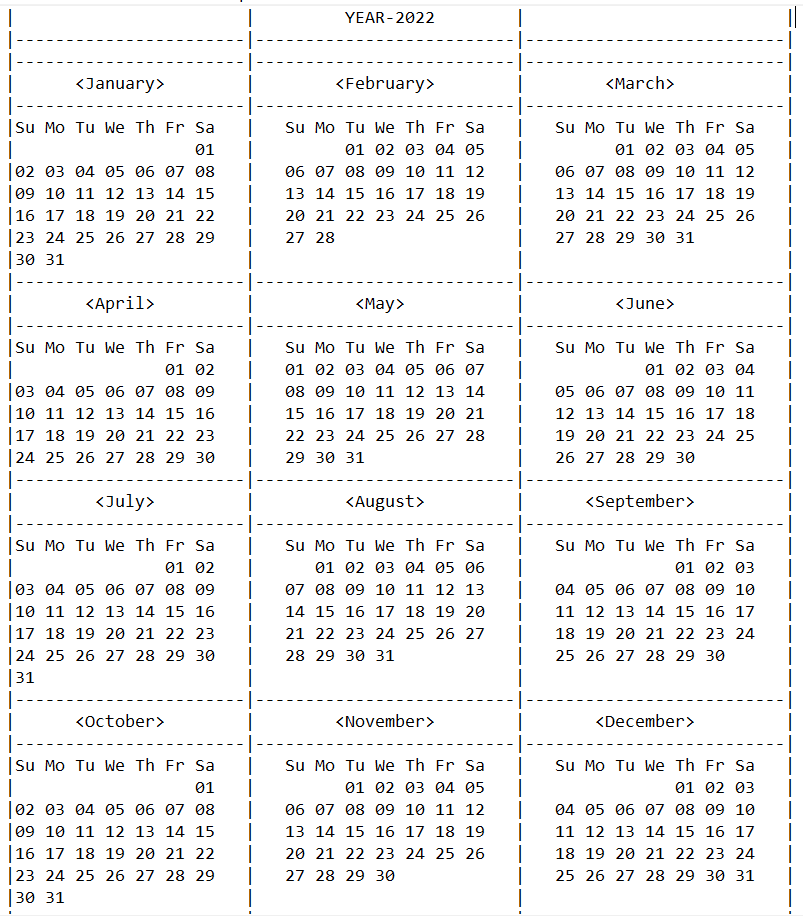 YEAR-2022
<January> <February> <March>
Su Mo Tu We Th Fr Sa Su Mo Tu We Th Fr Sa Su Mo Tu We Th Fr Sa
01 01 02 03 04 05 01 02 03 04 05
02 03 04 05 06 07 08 06 07 08 09 10 11 12 06 07 08 09 10 11 12
09 10 11 12 13 14 15 13 14 15 16 17 18 19 13 14 15 16 17 18 19
16 17 18 19 20 21 22 20 21 22 23 24 25 26 20 21 22 23 24 25 26
23 24 25 26 27 28 29 27 28 27 28 29 30 31
30 31
<April> <May> <June>
Su Mo Tu We Th Fr Sa Su Mo Tu We Th Fr Sa Su Mo Tu We Th Fr Sa
01 02 01 02 03 04 05 06 07 01 02 03 04
03 04 05 06 07 08 09 08 09 10 11 12 13 14 05 06 07 08 09 10 11
10 11 12 13 14 15 16 15 16 17 18 19 20 21 12 13 14 15 16 17 18
17 18 19 20 21 22 23 22 23 24 25 26 27 28 19 20 21 22 23 24 25
24 25 26 27 28 29 30 29 30 31 26 27 28 29 30
<July> <August> <September>
Su Mo Tu We Th Fr Sa Su Mo Tu We Th Fr Sa Su Mo Tu We Th Fr Sa
01 02 01 02 03 04 05 06 01 02 03
03 04 05 06 07 08 09 07 08 09 10 11 12 13 04 05 06 07 08 09 10
10 11 12 13 14 15 16 14 15 16 17 18 19 20 11 12 13 14 15 16 17
17 18 19 20 21 22 23 21 22 23 24 25 26 27 18 19 20 21 22 23 24
24 25 26 27 28 29 30 28 29 30 31 25 26 27 28 29 30
31
<October> <November> <December>
Su Mo Tu We Th Fr Sa Su Mo Tu We Th Fr Sa Su Mo Tu We Th Fr Sa
01 01 02 03 04 05 01 02 03
02 03 04 05 06 07 08 06 07 08 09 10 11 12 04 05 06 07 08 09 10
09 10 11 12 13 14 15 13 14 15 16 17 18 19 11 12 13 14 15 16 17
16 17 18 19 20 21 22 20 21 22 23 24 25 26 18 19 20 21 22 23 24
23 24 25 26 27 28 29 27 28 29 30 25 26 27 28 29 30 31
30 31